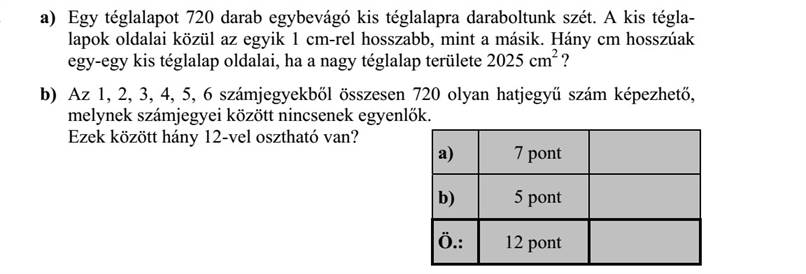 a) Egy téglalapot 720 darab egybevágó kis téglalapra daraboltunk szét. A kis tégla-
lapok oldalai közül az egyik 1 cm-rel hosszabb, mint a másik. Hány cm hosszúak
egy-egy kis téglalap oldalai, ha a nagy téglalap területe 2025 cm²?
b) Az 1, 2, 3, 4, 5, 6 számjegyekből összesen 720 olyan hatjegyű szám képezhető,
melynek számjegyei között nincsenek egyenlők.
Ezek között hány 12-vel osztható van?
a) 7 pont
b) 5 pont
Ö.: 12 pont